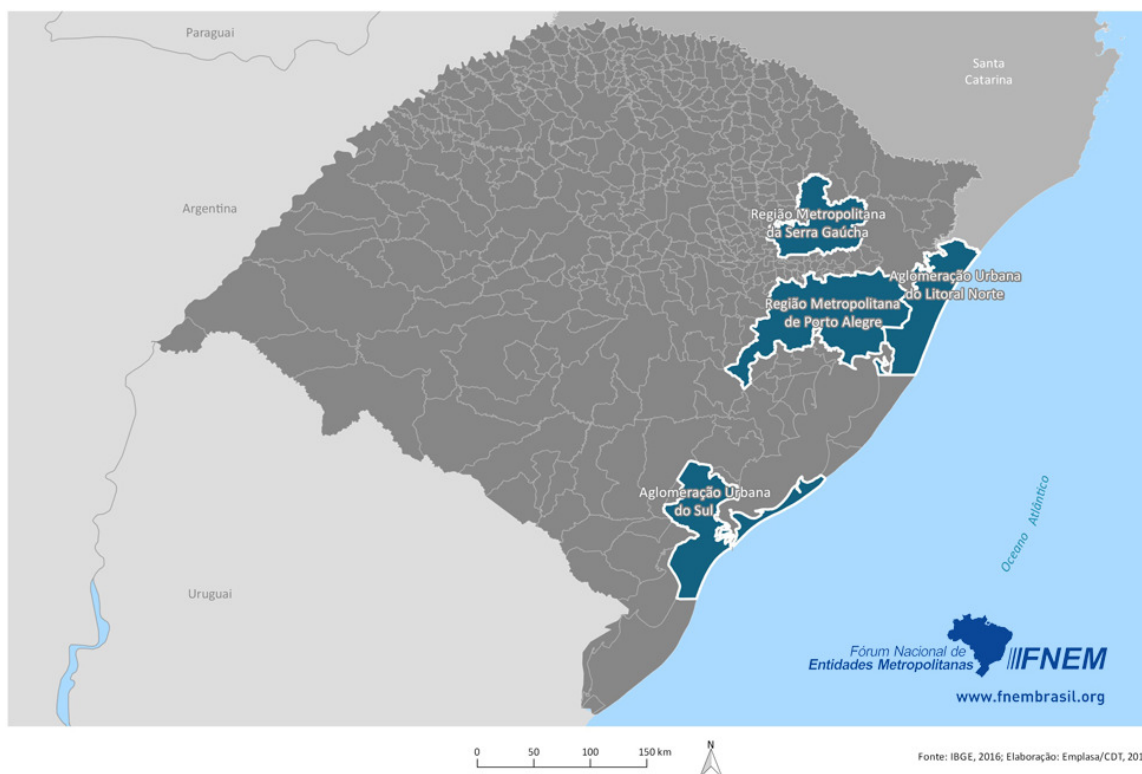 Paraguai
Santa
Catarina
Argentina
Região Metropolitana
da Serra Gaúcha
Aglomeração Urbana
do Litoral Norte
Região Metropolitana
de Porto Alegre
Aglomeração Urbana
do Sul
Oceano Atlântico
Uruguai
Fórum Nacional de
Entidades Metropolitanas
FNEM
www.fnembrasil.org
0 50 100 150 km
N
Fonte: IBGE, 2016; Elaboração: Emplasa/CDT, 201